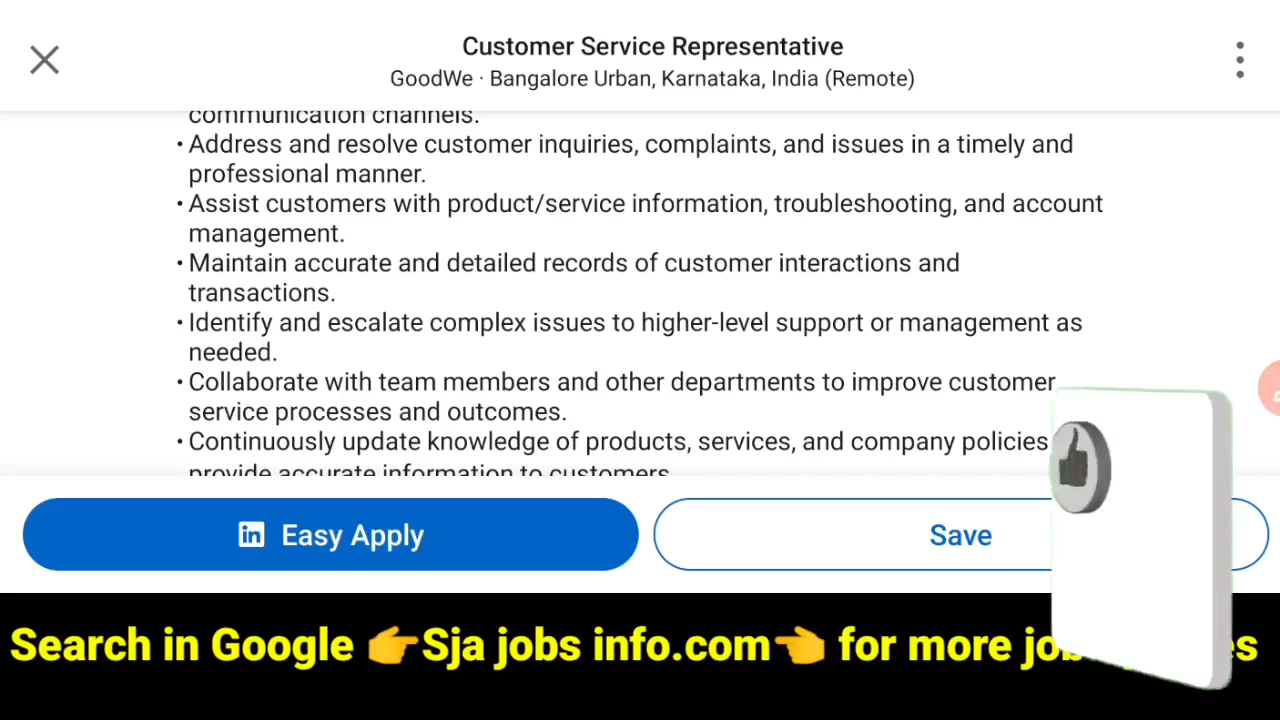 Customer Service Representative
GoodWe · Bangalore Urban, Karnataka, India (Remote)
communication channels.
• Address and resolve customer inquiries, complaints, and issues in a timely and
professional manner.
• Assist customers with product/service information, troubleshooting, and account
management.
• Maintain accurate and detailed records of customer interactions and
transactions.
• Identify and escalate complex issues to higher-level support or management as
needed.
• Collaborate with team members and other departments to improve customer
service processes and outcomes.
• Continuously update knowledge of products, services, and company policies
provide accurate information to customers.
in Easy Apply
Save
Search in Google 👉Sja jobs info.com👈 for more